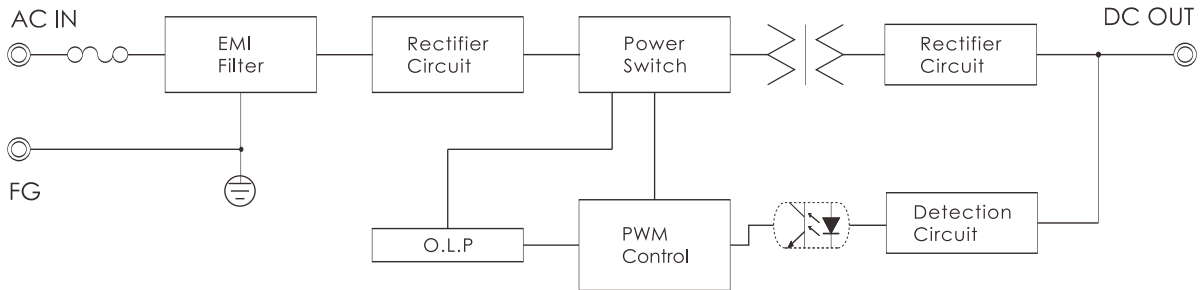 AC IN
DC OUT
EMI
Filter
Rectifier
Circuit
Power
Switch
Rectifier
Circuit
FG
O.L.P
PWM
Control
Detection
Circuit